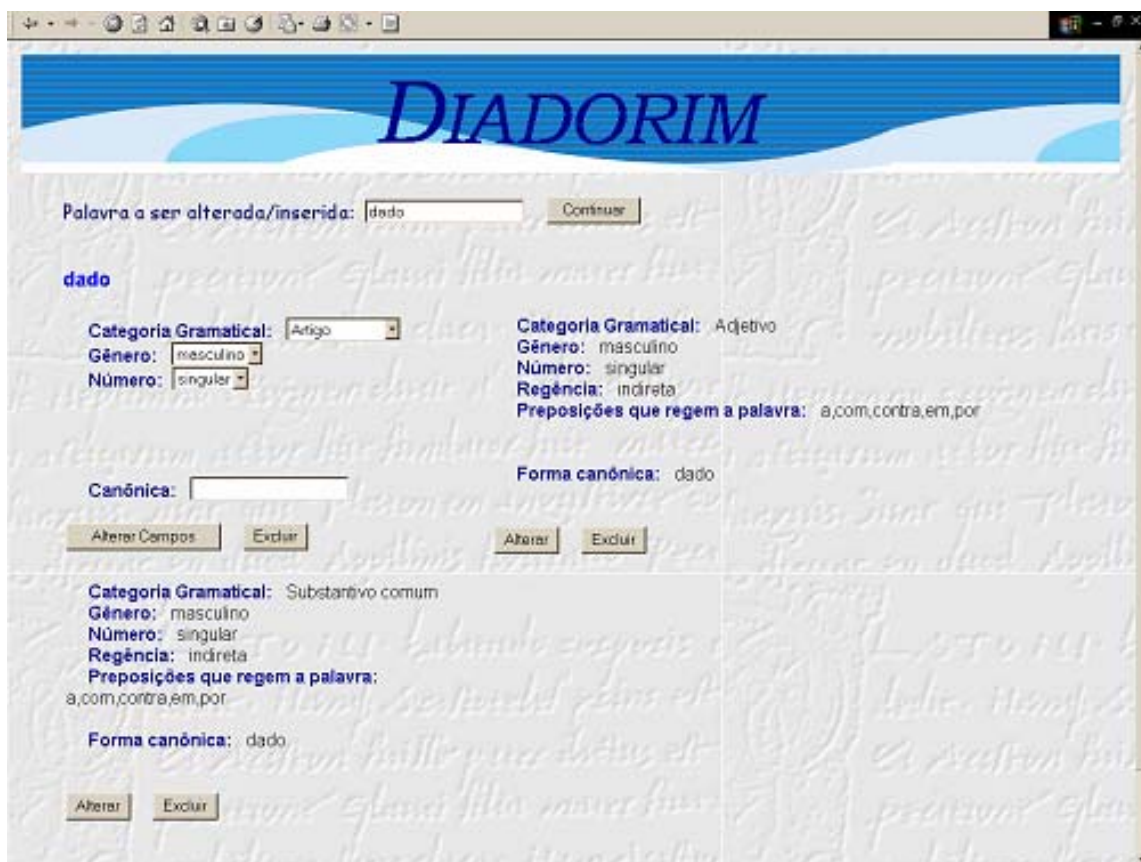 DIADORIM
Palavra a ser alterada/inserida: dado Continuar
dado
Categoria Gramatical: Artigo
Gênero: masculino
Número: singular
Canônica:
Alterar Campos Excluir
Categoria Gramatical: Adjetivo
Gênero: masculino
Número: singular
Regência: indireta
Preposições que regem a palavra: a,com,contra,em,por
Forma canônica: dado
Alterar Excluir
Categoria Gramatical: Substantivo comum
Gênero: masculino
Número: singular
Regência: indireta
Preposições que regem a palavra:
a,com,contra,em,por
Forma canônica: dado
Alterar Excluir